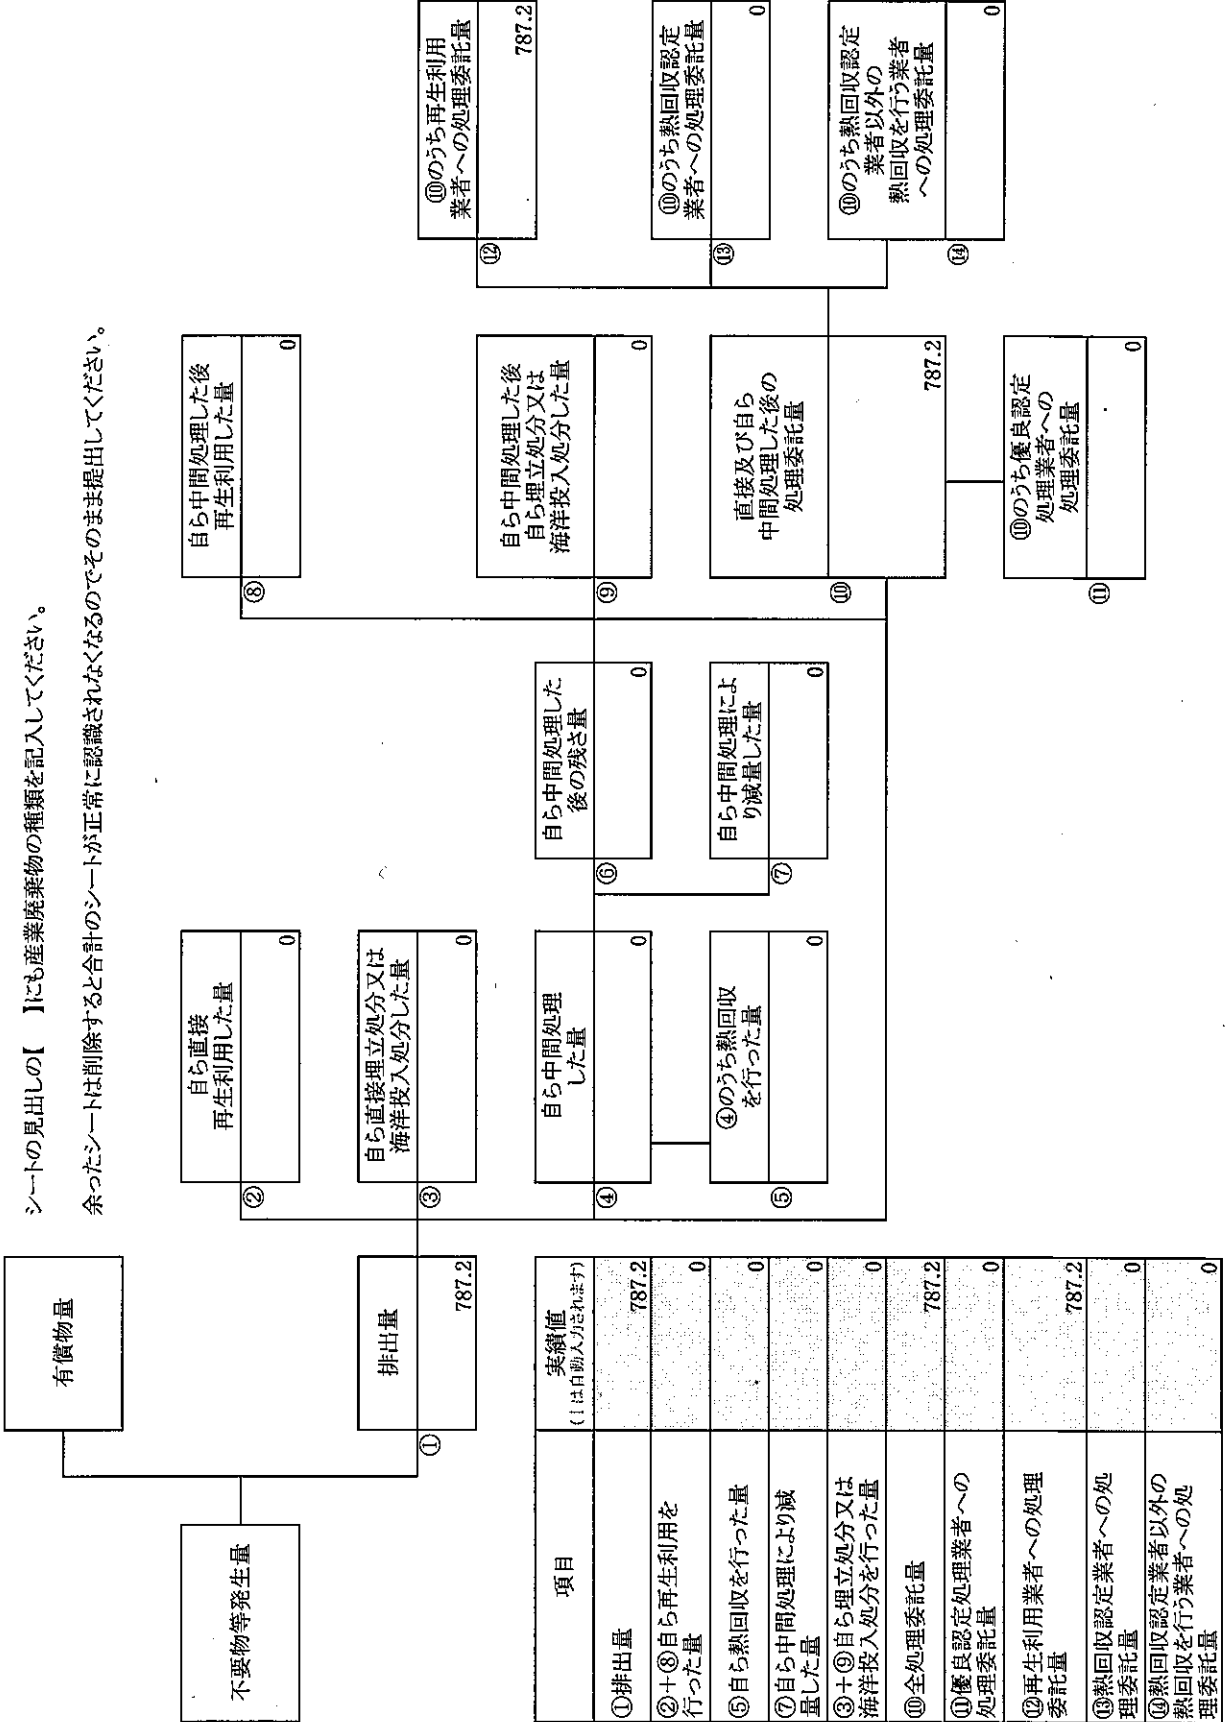 シートの見出しの【　】にも産業廃棄物の種類を記入してください。
余ったシートは削除すると合計のシートが正常に認識されなくなるのでそのまま提出してください。
不要物等発生量
有償物量
①
排出量
787.2
②
自ら直接
再生利用した量
0
③
自ら直接埋立処分又は
海洋投入処分した量
0
④
自ら中間処理
した量
0
⑤
④のうち熱回収
を行った量
0
⑥
自ら中間処理した
後の残さ量
0
⑦
自ら中間処理によ
り減量した量
0
⑧
自ら中間処理した後
再生利用した量
0
⑨
自ら中間処理した後
自ら埋立処分又は
海洋投入処分した量
0
⑩
直接及び自ら
中間処理した後の
処理委託量
787.2
⑪
⑩のうち優良認定
処理業者への
処理委託量
0
⑫
⑩のうち再生利用
業者への処理委託量
787.2
⑬
⑩のうち熱回収認定
業者への処理委託量
0
⑭
⑩のうち熱回収認定
業者以外の
熱回収を行う業者
への処理委託量
0
項目
実績値
(↑は自動入力されます)
①排出量
787.2
②+⑧自ら再生利用を
行った量
0
⑤自ら熱回収を行った量
0
⑦自ら中間処理により減
量した量
0
③+⑨自ら埋立処分又は
海洋投入処分を行った量
0
⑩全処理委託量
787.2
⑪優良認定処理業者への
処理委託量
0
⑫再生利用業者への処理
委託量
787.2
⑬熱回収認定業者への処
理委託量
0
⑭熱回収認定業者以外の
熱回収を行う業者への処
理委託量
0